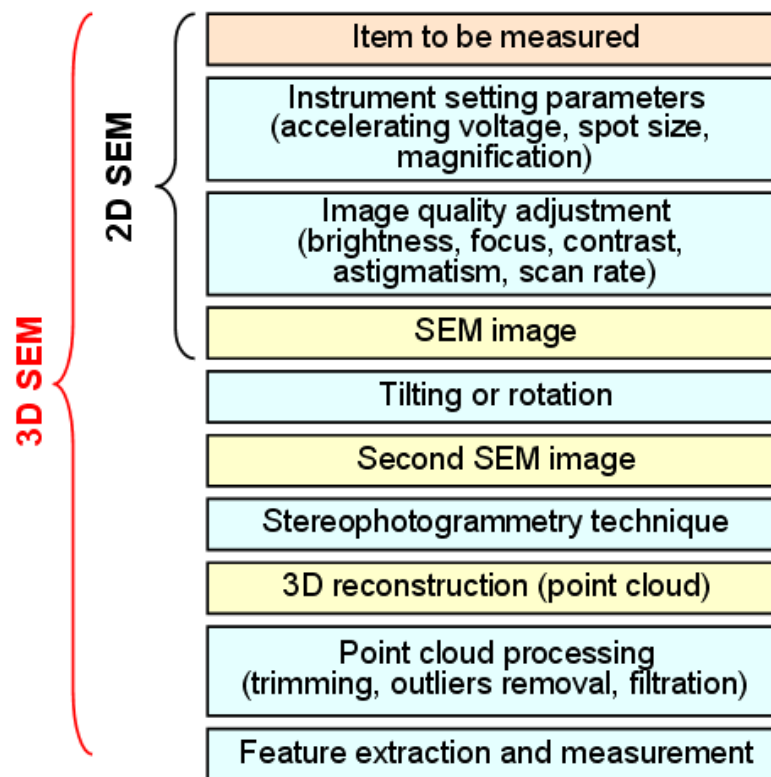 3D SEM
2D SEM
Item to be measured
Instrument setting parameters
(accelerating voltage, spot size,
magnification)
Image quality adjustment
(brightness, focus, contrast,
astigmatism, scan rate)
SEM image
Tilting or rotation
Second SEM image
Stereophotogrammetry technique
3D reconstruction (point cloud)
Point cloud processing
(trimming, outliers removal, filtration)
Feature extraction and measurement